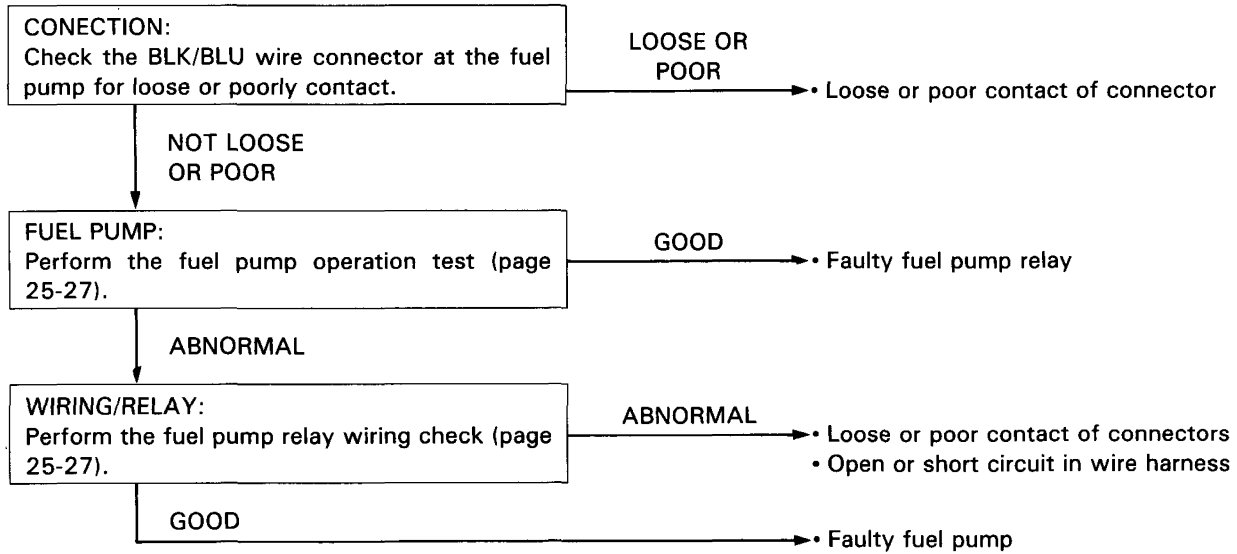 CONECTION:
Check the BLK/BLU wire connector at the fuel
pump for loose or poorly contact.
LOOSE OR
POOR
• Loose or poor contact of connector
NOT LOOSE
OR POOR
FUEL PUMP:
Perform the fuel pump operation test (page
25-27).
GOOD
• Faulty fuel pump relay
ABNORMAL
WIRING/RELAY:
Perform the fuel pump relay wiring check (page
25-27).
ABNORMAL
• Loose or poor contact of connectors
• Open or short circuit in wire harness
GOOD
• Faulty fuel pump